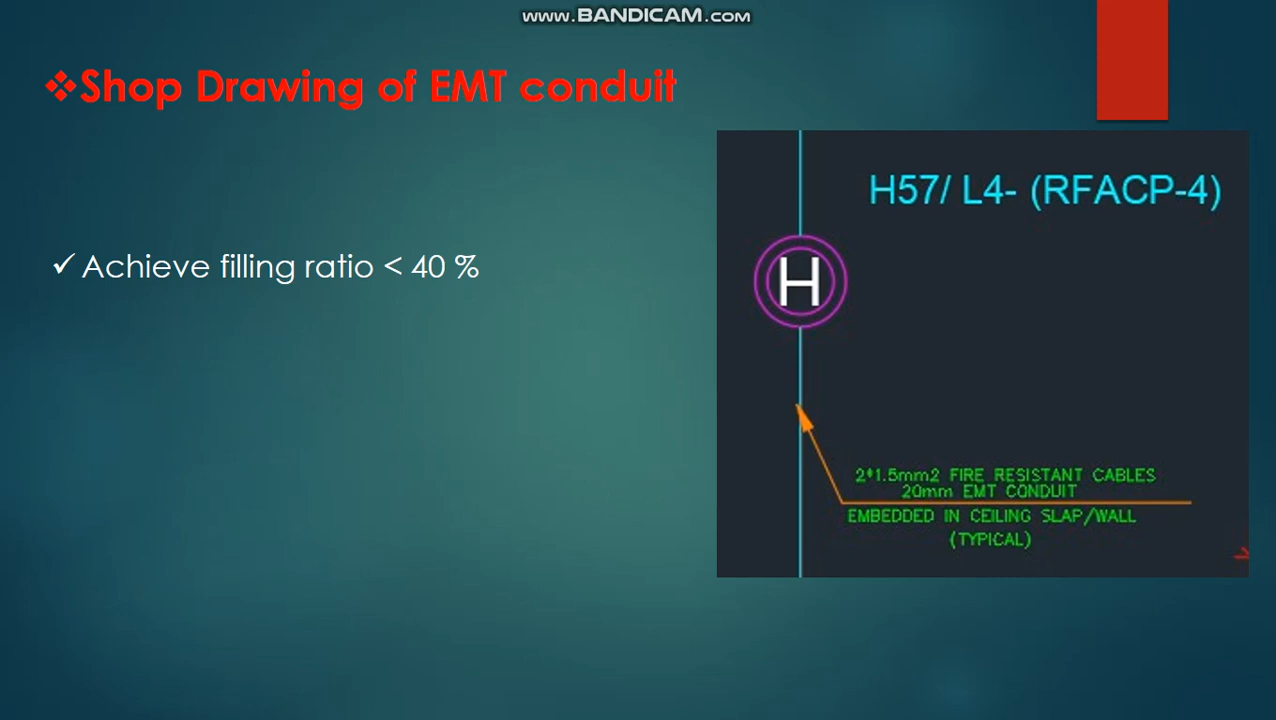 www.BANDICAM.com
❖Shop Drawing of EMT conduit
H57/ L4- (RFACP-4)
✓ Achieve filling ratio < 40 %
H
2*1.5mm2 FIRE RESISTANT CABLES
20mm EMT CONDUIT
EMBEDDED IN CEILING SLAP/WALL
(TYPICAL)